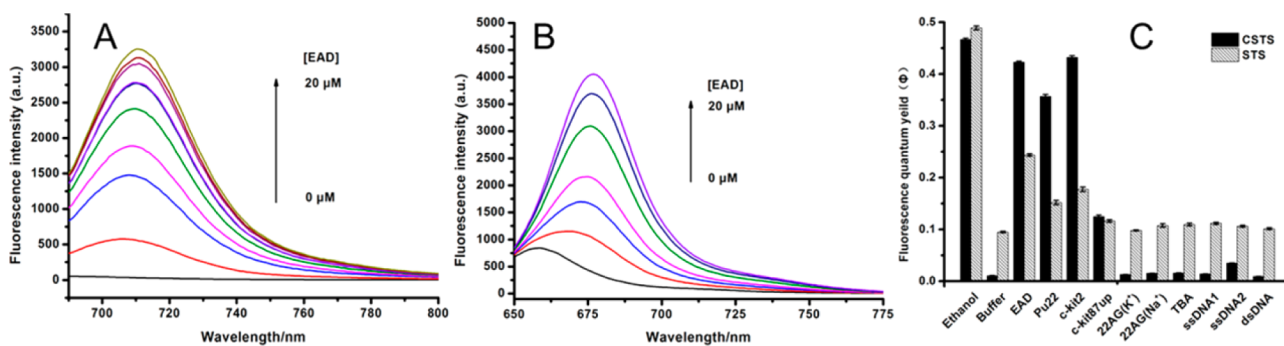 A
[EAD]
20 µM
0 µM
Fluorescence intensity (a.u.)
3500
3000
2500
2000
1500
1000
500
0
700
720
740
760
780
800
Wavelength/nm
B
[EAD]
20 µM
0 µM
Fluorescence intensity (a.u.)
5000
4500
4000
3500
3000
2500
2000
1500
1000
500
0
650
675
700
725
750
775
Wavelength/nm
C
CSTS
STS
Fluorescence quantum yeild (Φ)
0.5
0.4
0.3
0.2
0.1
0.0
Ethanol
Buffer
EAD
Pu22
c-kit2
c-kit87up
22AG(K⁺)
22AG(Na⁺)
TBA
ssDNA1
ssDNA2
dsDNA